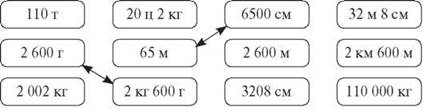 110 т 20 ц 2 кг 6500 см 32 м 8 см
2 600 г 65 м 2 600 м 2 км 600 м
2 002 кг 2 кг 600 г 3208 см 110 000 кг